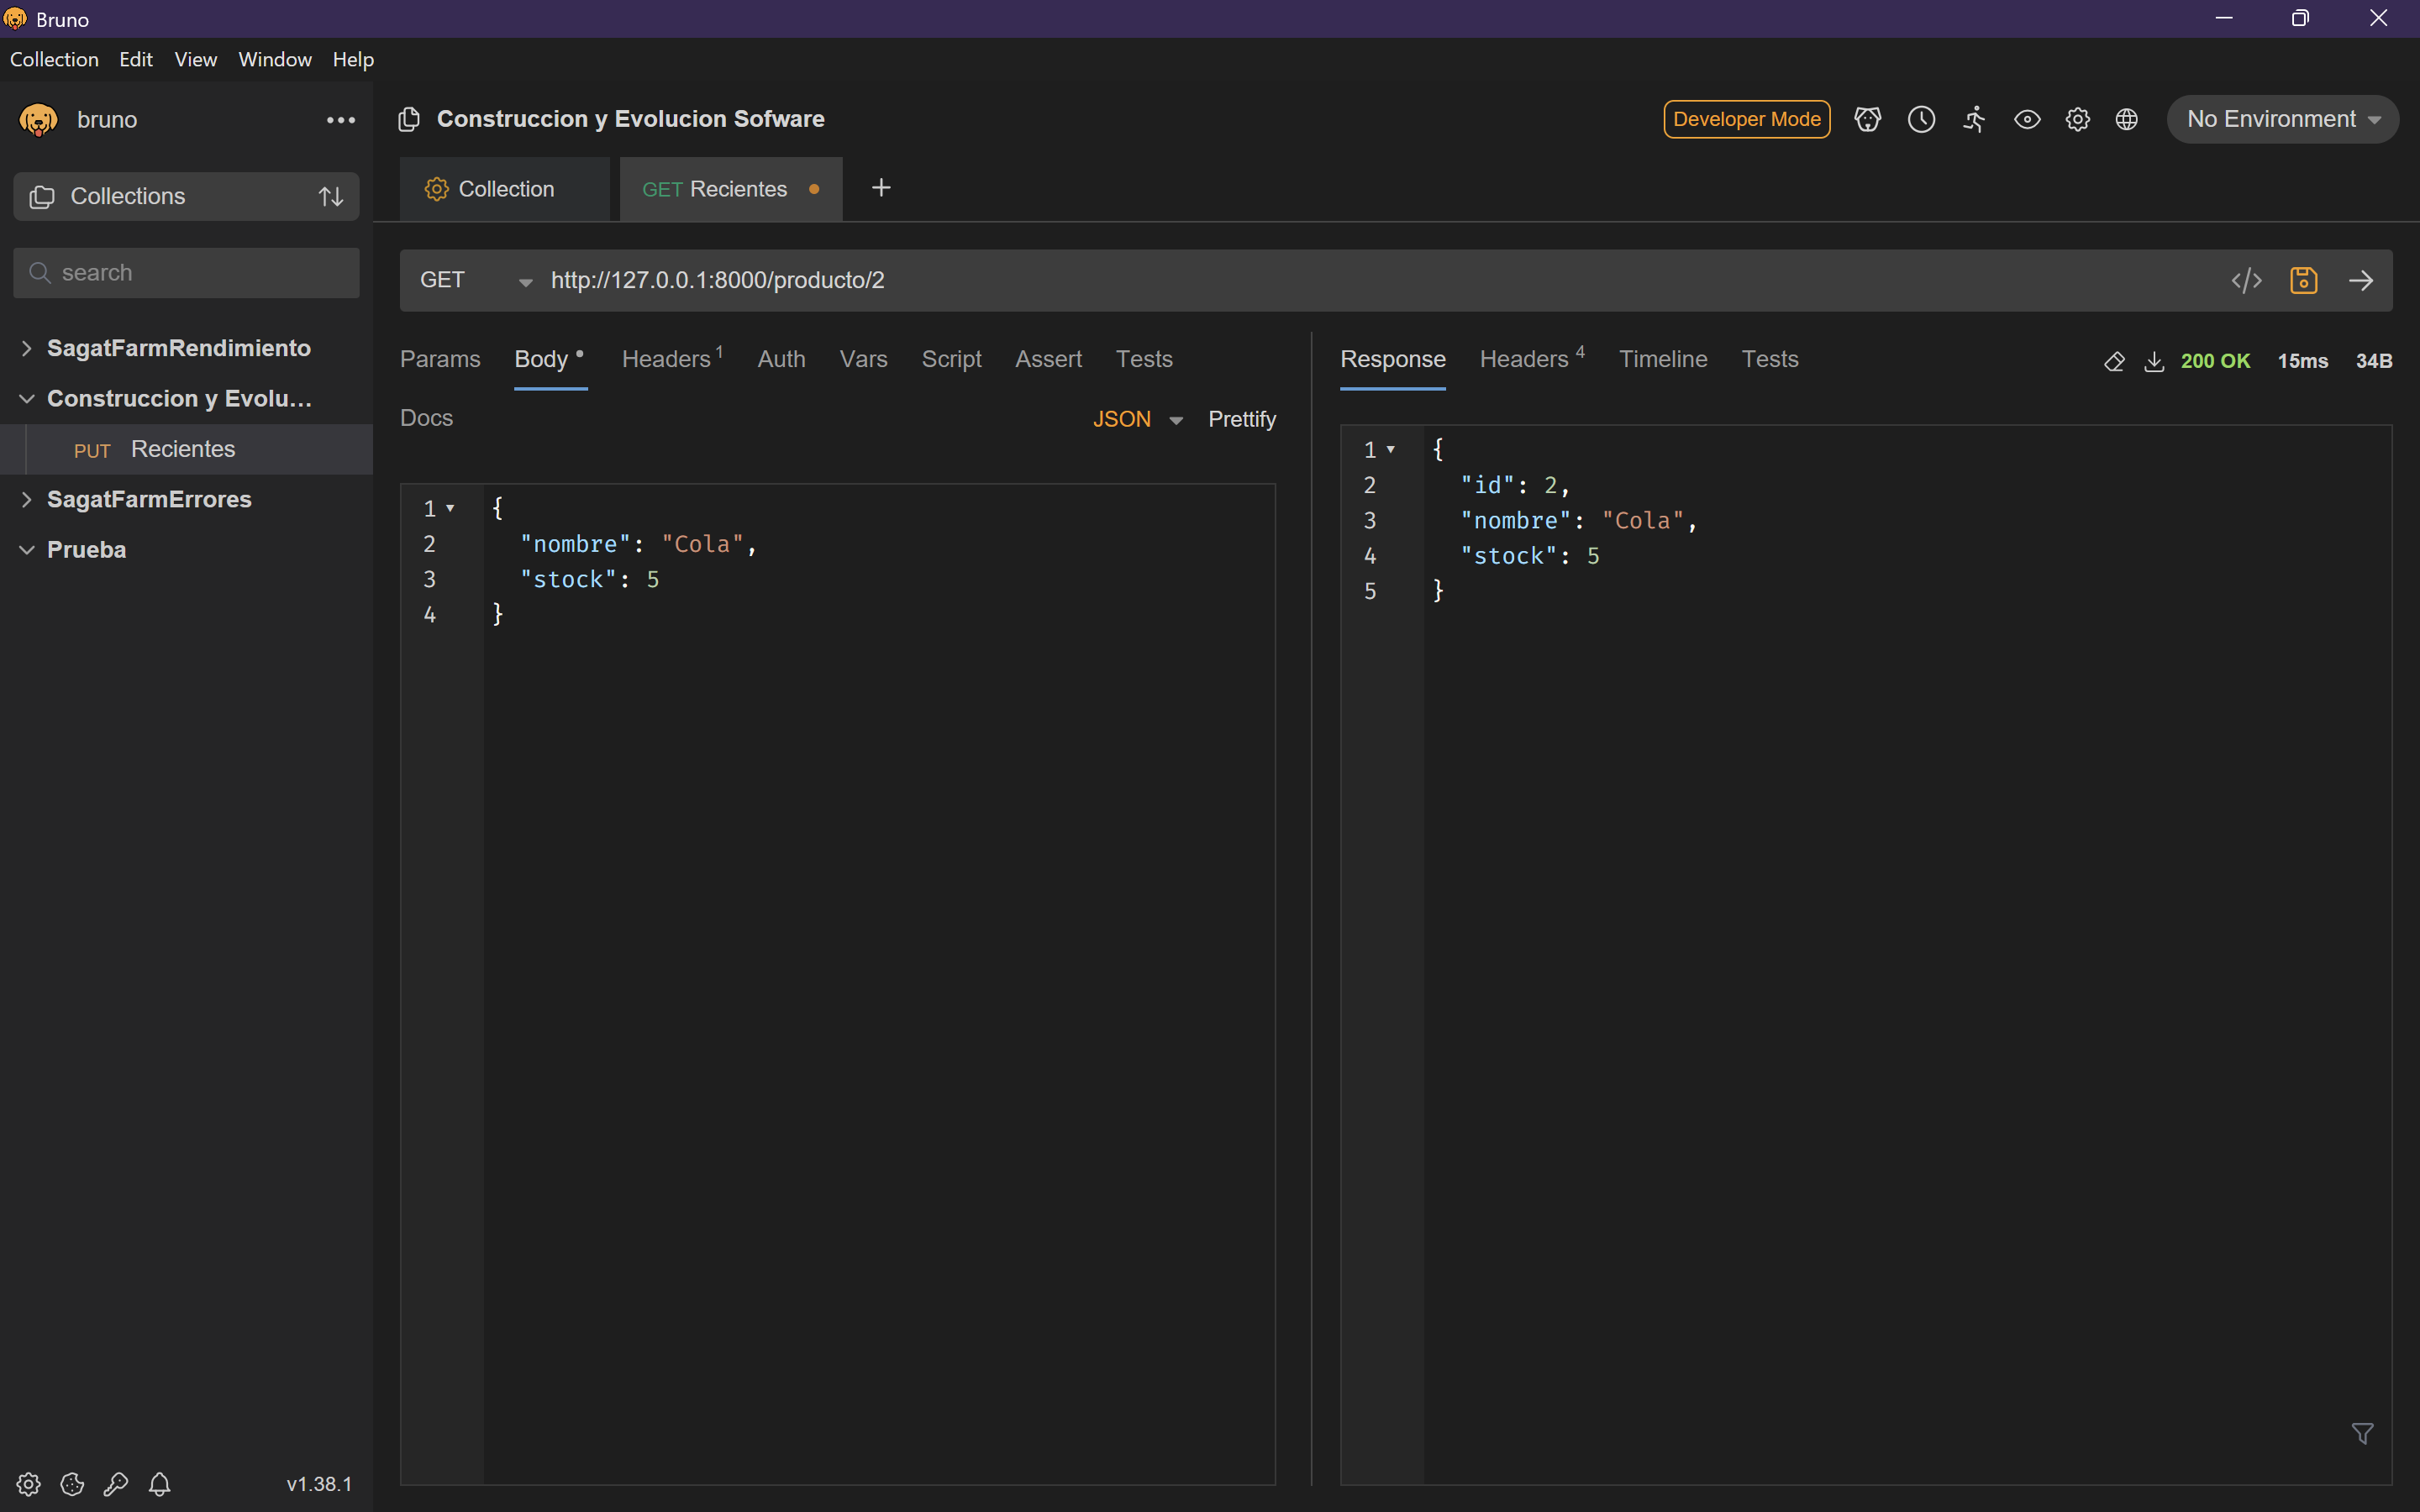 Bruno
Collection Edit View Window Help
bruno
Construccion y Evolucion Sofware
Developer Mode
No Environment
Collections
Collection
GET Recientes
search
GET
http://127.0.0.1:8000/producto/2
SagatFarmRendimiento
Construccion y Evolu...
PUT Recientes
SagatFarmErrores
Prueba
Params Body Headers 1 Auth Vars Script Assert Tests
Docs
JSON Prettify
1 {
2 "nombre": "Cola",
3 "stock": 5
4 }
Response Headers 4 Timeline Tests
200 OK 15ms 34B
1 {
2 "id": 2,
3 "nombre": "Cola",
4 "stock": 5
5 }
v1.38.1